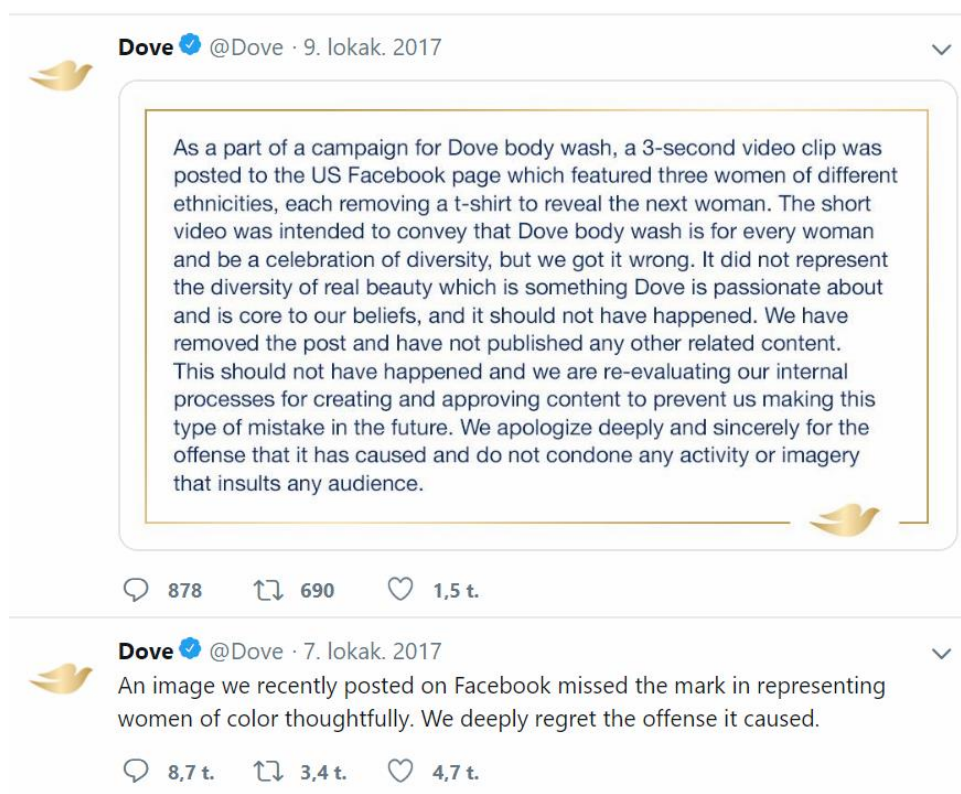 Dove @Dove · 9. lokak. 2017
As a part of a campaign for Dove body wash, a 3-second video clip was
posted to the US Facebook page which featured three women of different
ethnicities, each removing a t-shirt to reveal the next woman. The short
video was intended to convey that Dove body wash is for every woman
and be a celebration of diversity, but we got it wrong. It did not represent
the diversity of real beauty which is something Dove is passionate about
and is core to our beliefs, and it should not have happened. We have
removed the post and have not published any other related content.
This should not have happened and we are re-evaluating our internal
processes for creating and approving content to prevent us making this
type of mistake in the future. We apologize deeply and sincerely for the
offense that it has caused and do not condone any activity or imagery
that insults any audience.
878 690 1,5 t.
Dove @Dove · 7. lokak. 2017
An image we recently posted on Facebook missed the mark in representing
women of color thoughtfully. We deeply regret the offense it caused.
8,7 t. 3,4 t. 4,7 t.